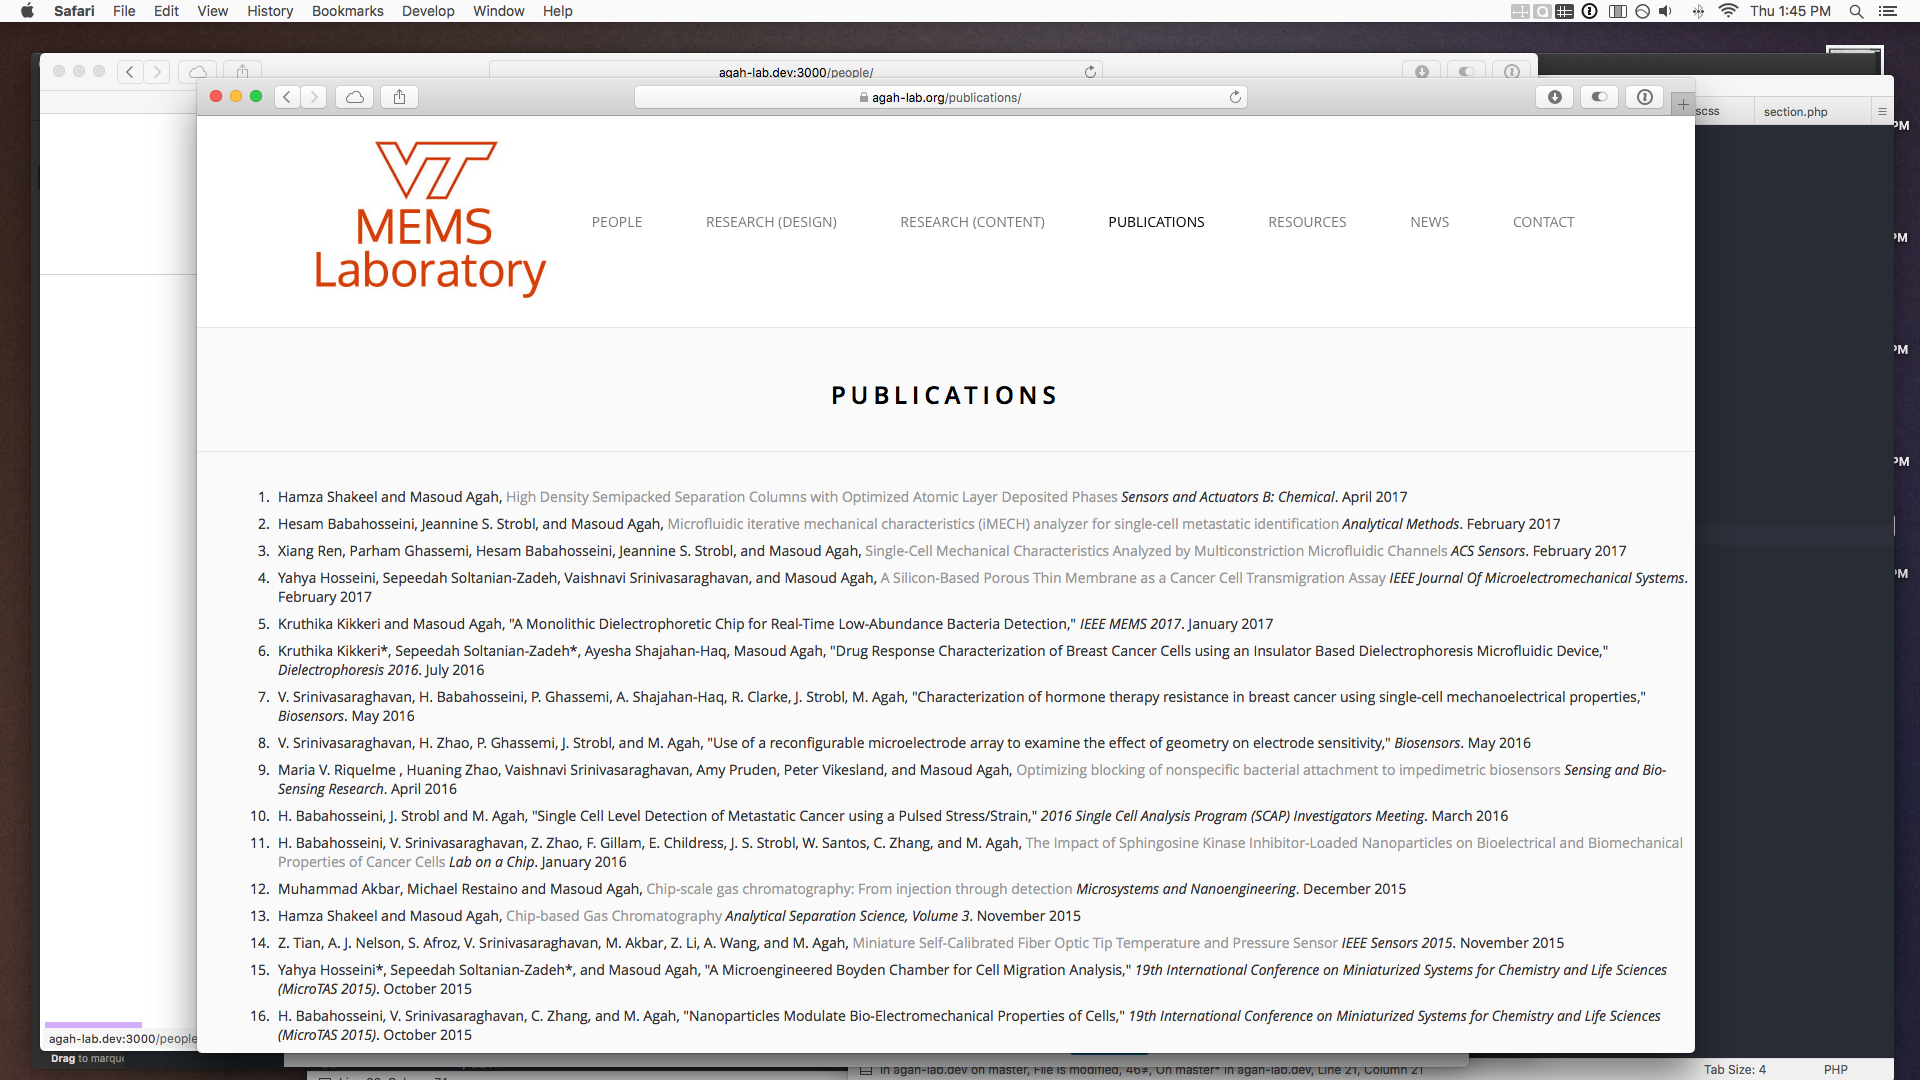 Safari File Edit View History Bookmarks Develop Window Help
Thu 1:45 PM
agah-lab.dev:3000/people/
agah-lab.org/publications/
scss
section.php
VT
MEMS
Laboratory
PEOPLE
RESEARCH (DESIGN)
RESEARCH (CONTENT)
PUBLICATIONS
RESOURCES
NEWS
CONTACT
PUBLICATIONS
1. Hamza Shakeel and Masoud Agah, High Density Semipacked Separation Columns with Optimized Atomic Layer Deposited Phases Sensors and Actuators B: Chemical. April 2017
2. Hesam Babahosseini, Jeannine S. Strobl, and Masoud Agah, Microfluidic iterative mechanical characteristics (iMECH) analyzer for single-cell metastatic identification Analytical Methods. February 2017
3. Xiang Ren, Parham Ghassemi, Hesam Babahosseini, Jeannine S. Strobl, and Masoud Agah, Single-Cell Mechanical Characteristics Analyzed by Multiconstriction Microfluidic Channels ACS Sensors. February 2017
4. Yahya Hosseini, Sepeedah Soltanian-Zadeh, Vaishnavi Srinivasaraghavan, and Masoud Agah, A Silicon-Based Porous Thin Membrane as a Cancer Cell Transmigration Assay IEEE Journal Of Microelectromechanical Systems.
February 2017
5. Kruthika Kikkeri and Masoud Agah, "A Monolithic Dielectrophoretic Chip for Real-Time Low-Abundance Bacteria Detection," IEEE MEMS 2017. January 2017
6. Kruthika Kikkeri*, Sepeedah Soltanian-Zadeh*, Ayesha Shajahan-Haq, Masoud Agah, "Drug Response Characterization of Breast Cancer Cells using an Insulator Based Dielectrophoresis Microfluidic Device,"
Dielectrophoresis 2016. July 2016
7. V. Srinivasaraghavan, H. Babahosseini, P. Ghassemi, A. Shajahan-Haq, R. Clarke, J. Strobl, M. Agah, "Characterization of hormone therapy resistance in breast cancer using single-cell mechanoelectrical properties,"
Biosensors. May 2016
8. V. Srinivasaraghavan, H. Zhao, P. Ghassemi, J. Strobl, and M. Agah, "Use of a reconfigurable microelectrode array to examine the effect of geometry on electrode sensitivity," Biosensors. May 2016
9. Maria V. Riquelme , Huaning Zhao, Vaishnavi Srinivasaraghavan, Amy Pruden, Peter Vikesland, and Masoud Agah, Optimizing blocking of nonspecific bacterial attachment to impedimetric biosensors Sensing and Bio-
Sensing Research. April 2016
10. H. Babahosseini, J. Strobl and M. Agah, "Single Cell Level Detection of Metastatic Cancer using a Pulsed Stress/Strain," 2016 Single Cell Analysis Program (SCAP) Investigators Meeting. March 2016
11. H. Babahosseini, V. Srinivasaraghavan, Z. Zhao, F. Gillam, E. Childress, J. S. Strobl, W. Santos, C. Zhang, and M. Agah, The Impact of Sphingosine Kinase Inhibitor-Loaded Nanoparticles on Bioelectrical and Biomechanical
Properties of Cancer Cells Lab on a Chip. January 2016
12. Muhammad Akbar, Michael Restaino and Masoud Agah, Chip-scale gas chromatography: From injection through detection Microsystems and Nanoengineering. December 2015
13. Hamza Shakeel and Masoud Agah, Chip-based Gas Chromatography Analytical Separation Science, Volume 3. November 2015
14. Z. Tian, A. J. Nelson, S. Afroz, V. Srinivasaraghavan, M. Akbar, Z. Li, A. Wang, and M. Agah, Miniature Self-Calibrated Fiber Optic Tip Temperature and Pressure Sensor IEEE Sensors 2015. November 2015
15. Yahya Hosseini*, Sepeedah Soltanian-Zadeh*, and Masoud Agah, "A Microengineered Boyden Chamber for Cell Migration Analysis," 19th International Conference on Miniaturized Systems for Chemistry and Life Sciences
(MicroTAS 2015). October 2015
16. H. Babahosseini, V. Srinivasaraghavan, C. Zhang, and M. Agah, "Nanoparticles Modulate Bio-Electromechanical Properties of Cells," 19th International Conference on Miniaturized Systems for Chemistry and Life Sciences
(MicroTAS 2015). October 2015
PM
PM
PM
PM
PM
agah-lab.dev:3000/people
Drag to marqu
in agah-lab.dev on master, File is modified, 46≠, On master* in agah-lab.dev, Line 21, Column 21
Tab Size: 4
PHP